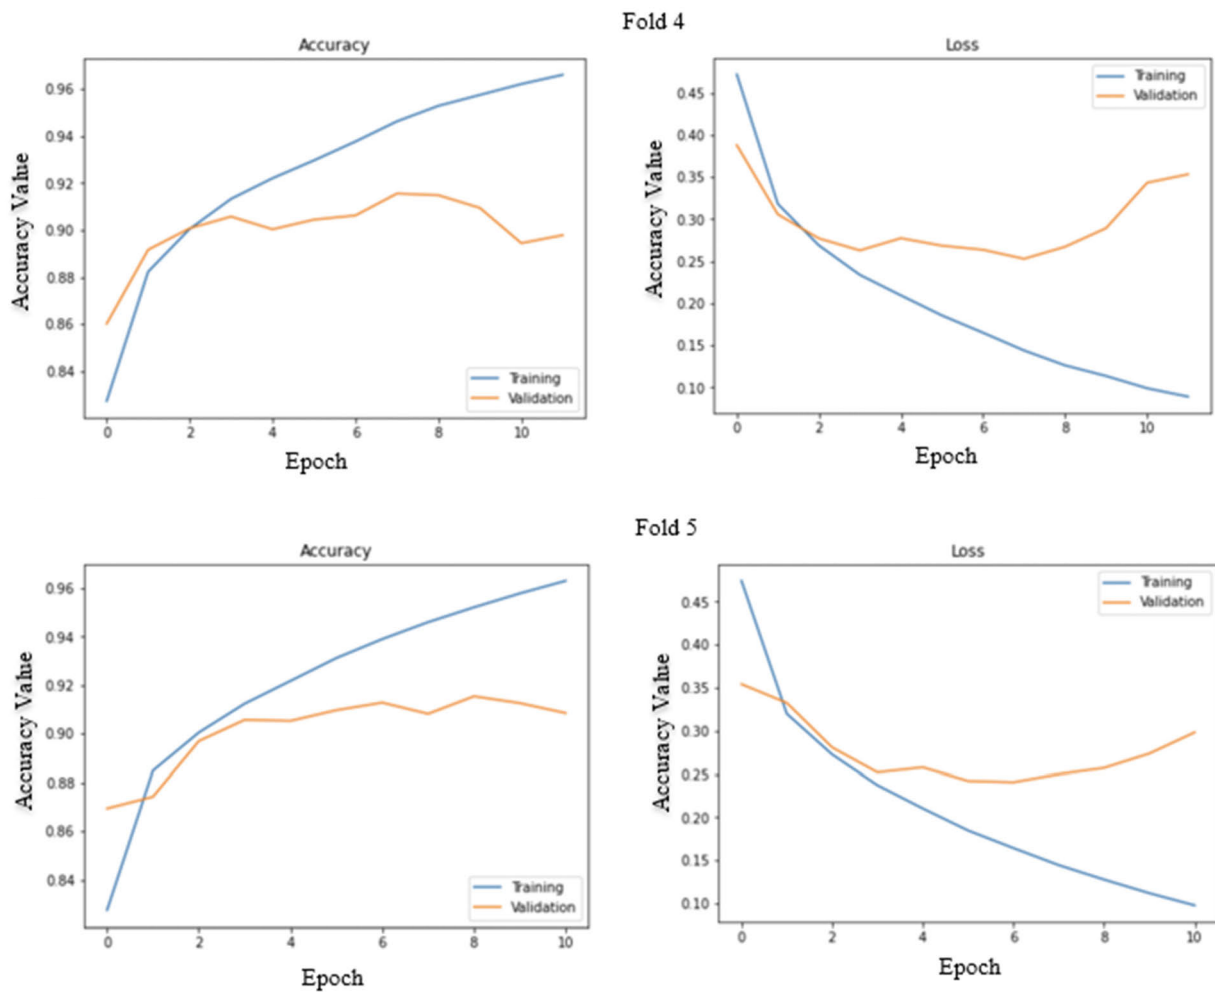 Fold 4
Accuracy
Accuracy Value
0.96
0.94
0.92
0.90
0.88
0.86
0.84
Training
Validation
0 2 4 6 8 10
Epoch
Loss
Accuracy Value
0.45
0.40
0.35
0.30
0.25
0.20
0.15
0.10
Training
Validation
0 2 4 6 8 10
Epoch
Fold 5
Accuracy
Accuracy Value
0.96
0.94
0.92
0.90
0.88
0.86
0.84
Training
Validation
0 2 4 6 8 10
Epoch
Loss
Accuracy Value
0.45
0.40
0.35
0.30
0.25
0.20
0.15
0.10
Training
Validation
0 2 4 6 8 10
Epoch